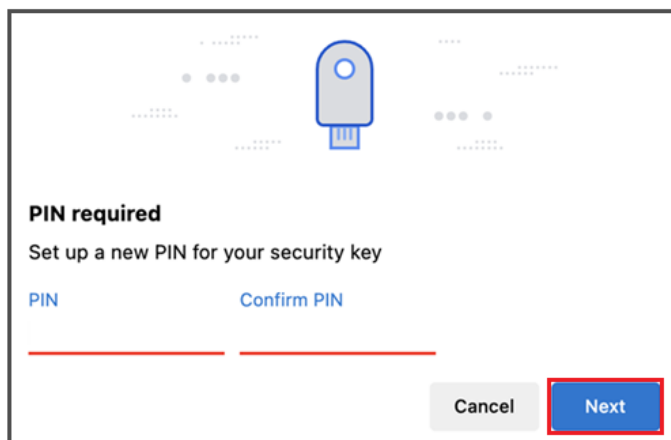 PIN required
Set up a new PIN for your security key
PIN Confirm PIN
Cancel Next